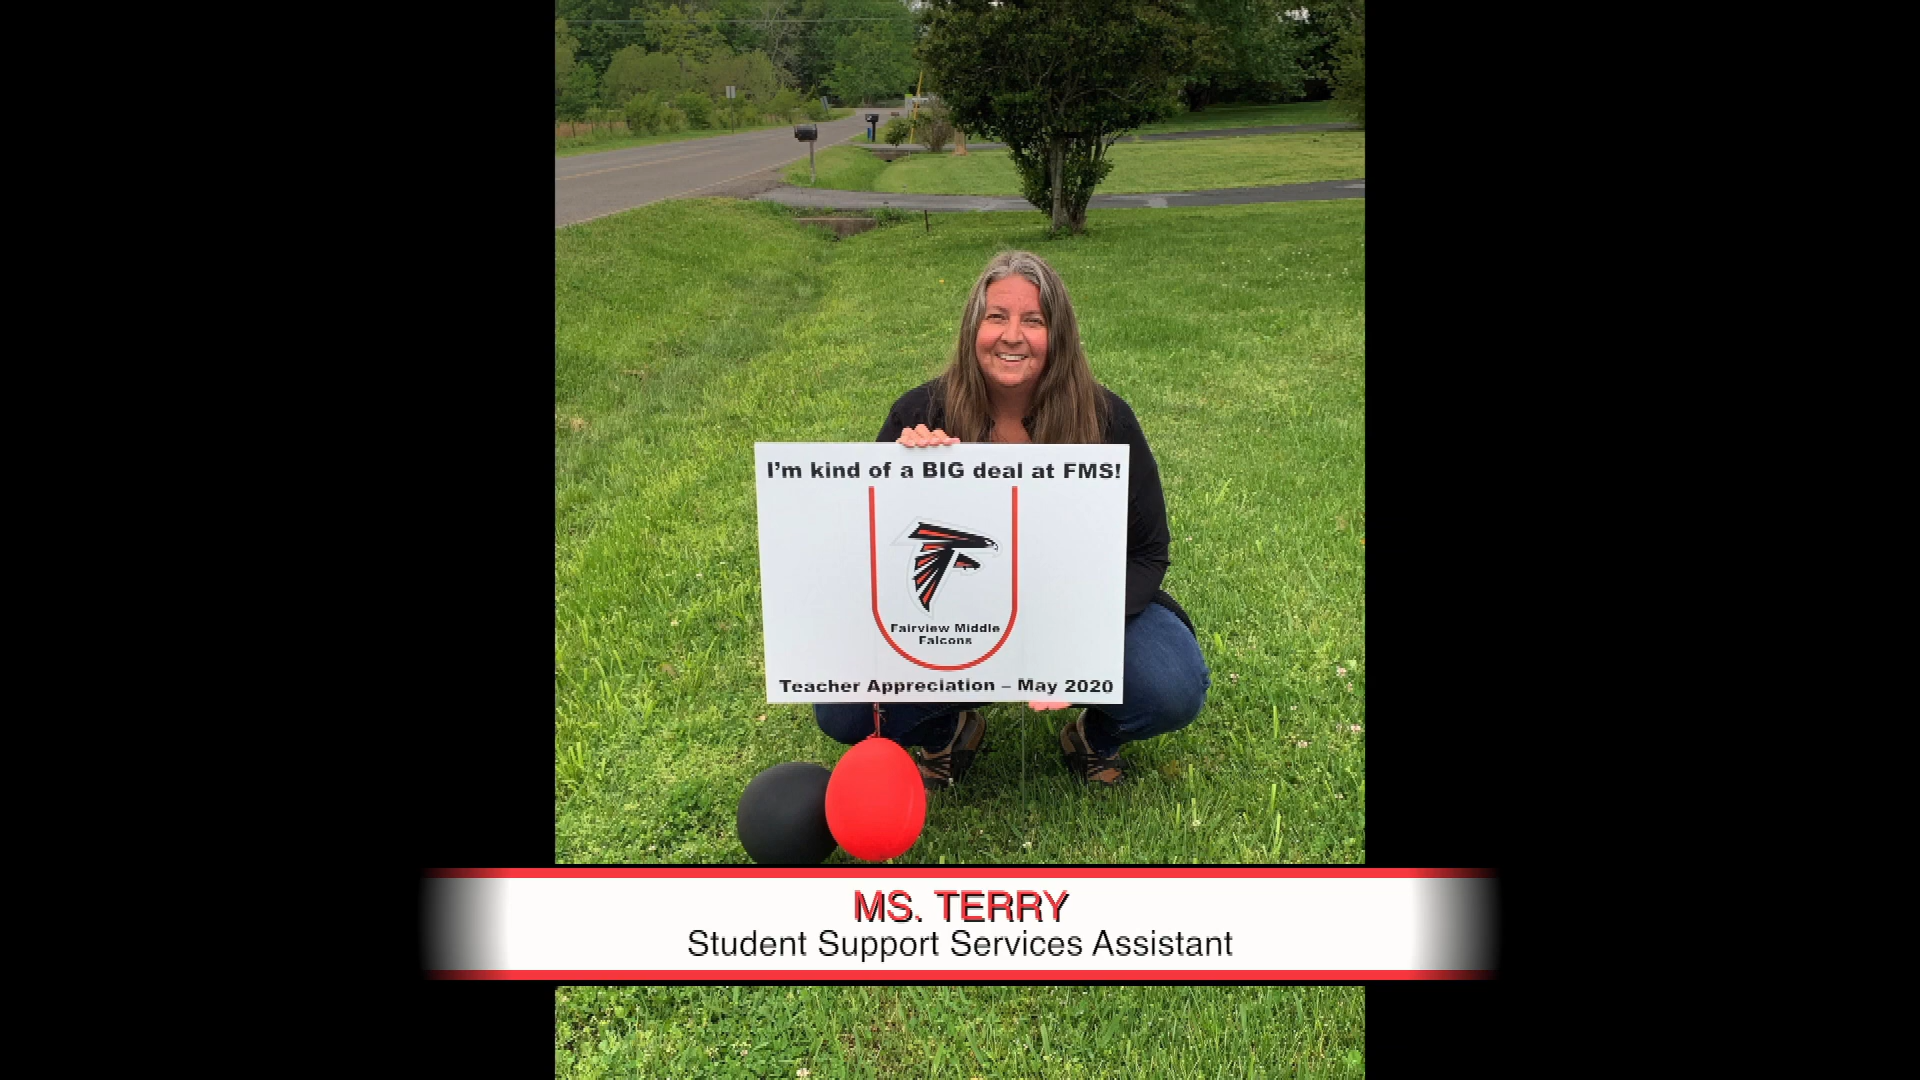 I'm kind of a BIG deal at FMS!
Fairview Middle
Falcons
Teacher Appreciation – May 2020
MS. TERRY
Student Support Services Assistant